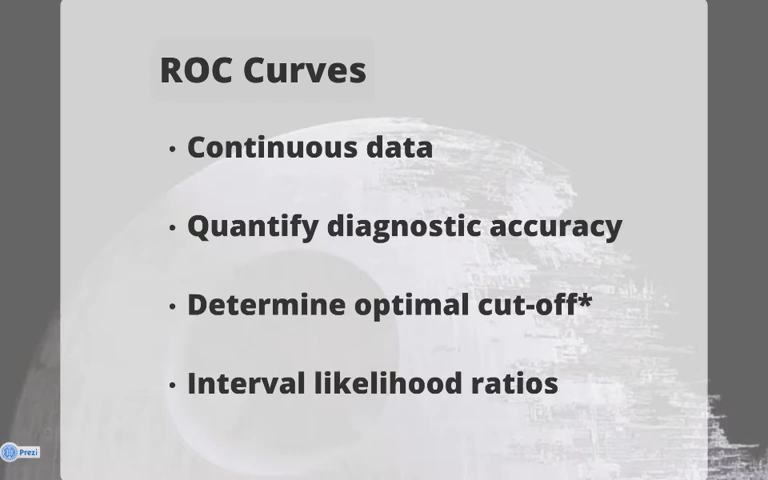 ROC Curves
· Continuous data
· Quantify diagnostic accuracy
· Determine optimal cut-off*
· Interval likelihood ratios
Prezi